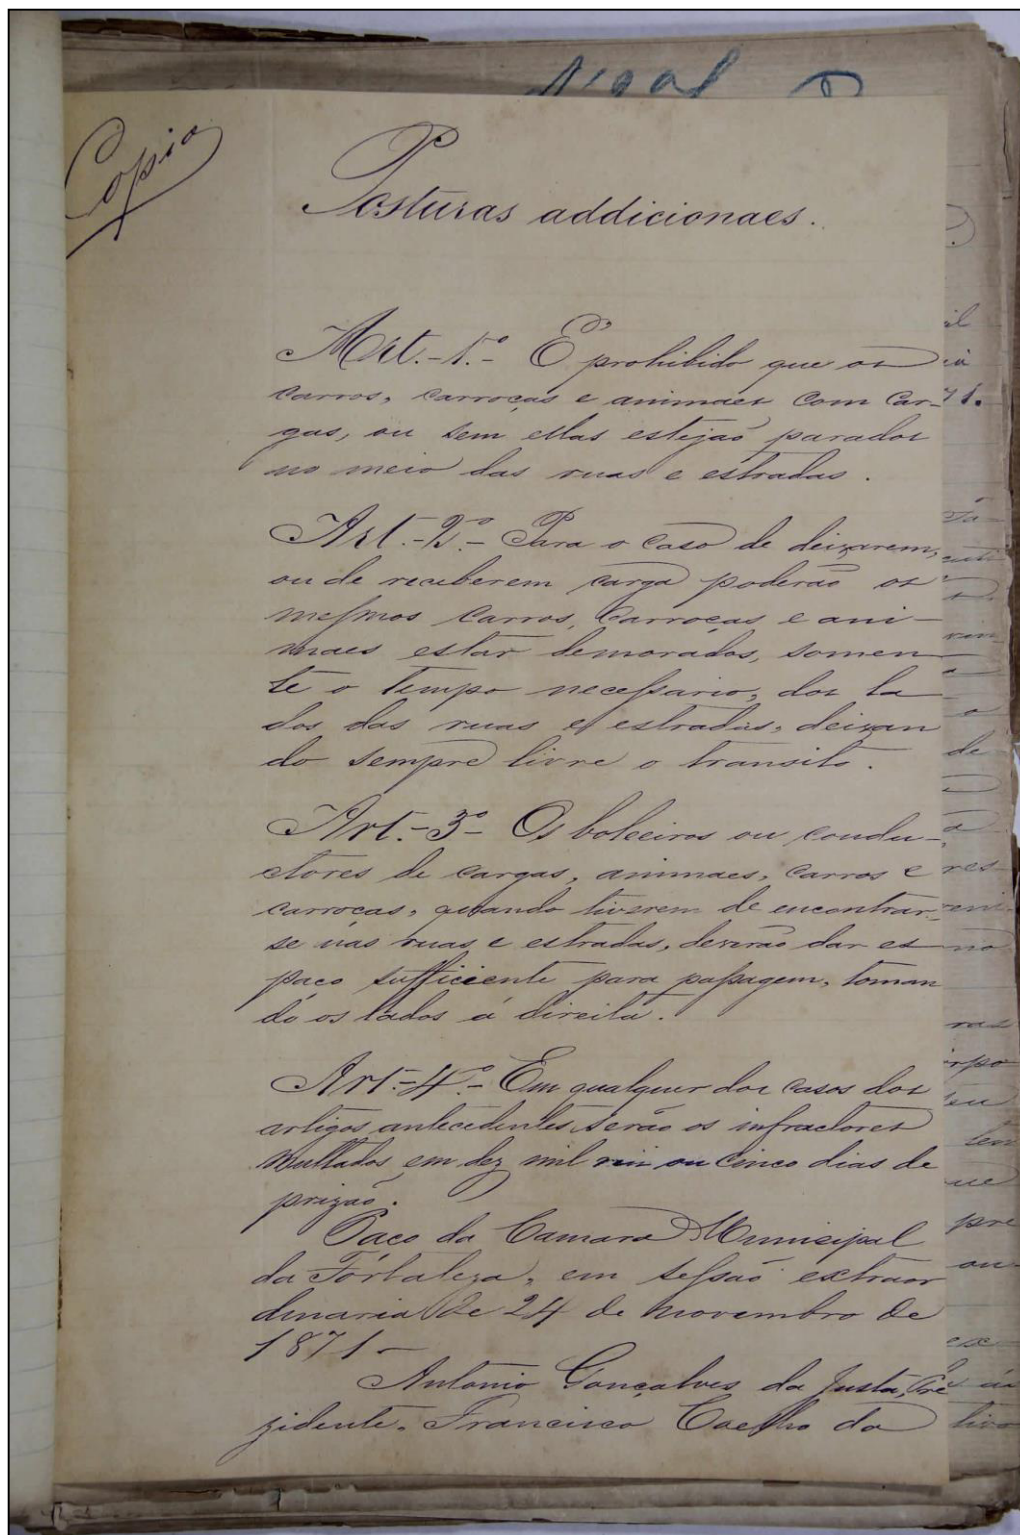 Copia
Posturas addicionaes.
Art. - 1.º - É prohibido que os
carros, carroças e animaes com car-
gas, ou sem ellas estejão parados
no meio das ruas e estradas.
Art. - 2.º - Para o caso de deixarem,
ou de receberem carga poderão os
mesmos carros, carroças e ani-
maes estar demorados, somen
te o tempo necessario, dos la
dos das ruas e estradas, deixan
do sempre livre o transito.
Art. - 3º - Os boleeiros ou condu-
ctores de cargas, animaes, carros e
carroças, quando tiverem de encontrar-
se nas ruas e estradas, deverão dar es
paço sufficiente para passagem, toman
do os lados á direita.
Art. - 4.º - Em qualquer dos casos dos
artigos antecedentes serão os infractores
multados em dez mil reis ou cinco dias de
prizão.
Paço da Camara Municipal
da Fortaleza, em sessão extraor
dinaria de 24 de novembro de
1871 -
Antonio Gonçalves da Justa, Pre
zidente. Francisco Coelho da